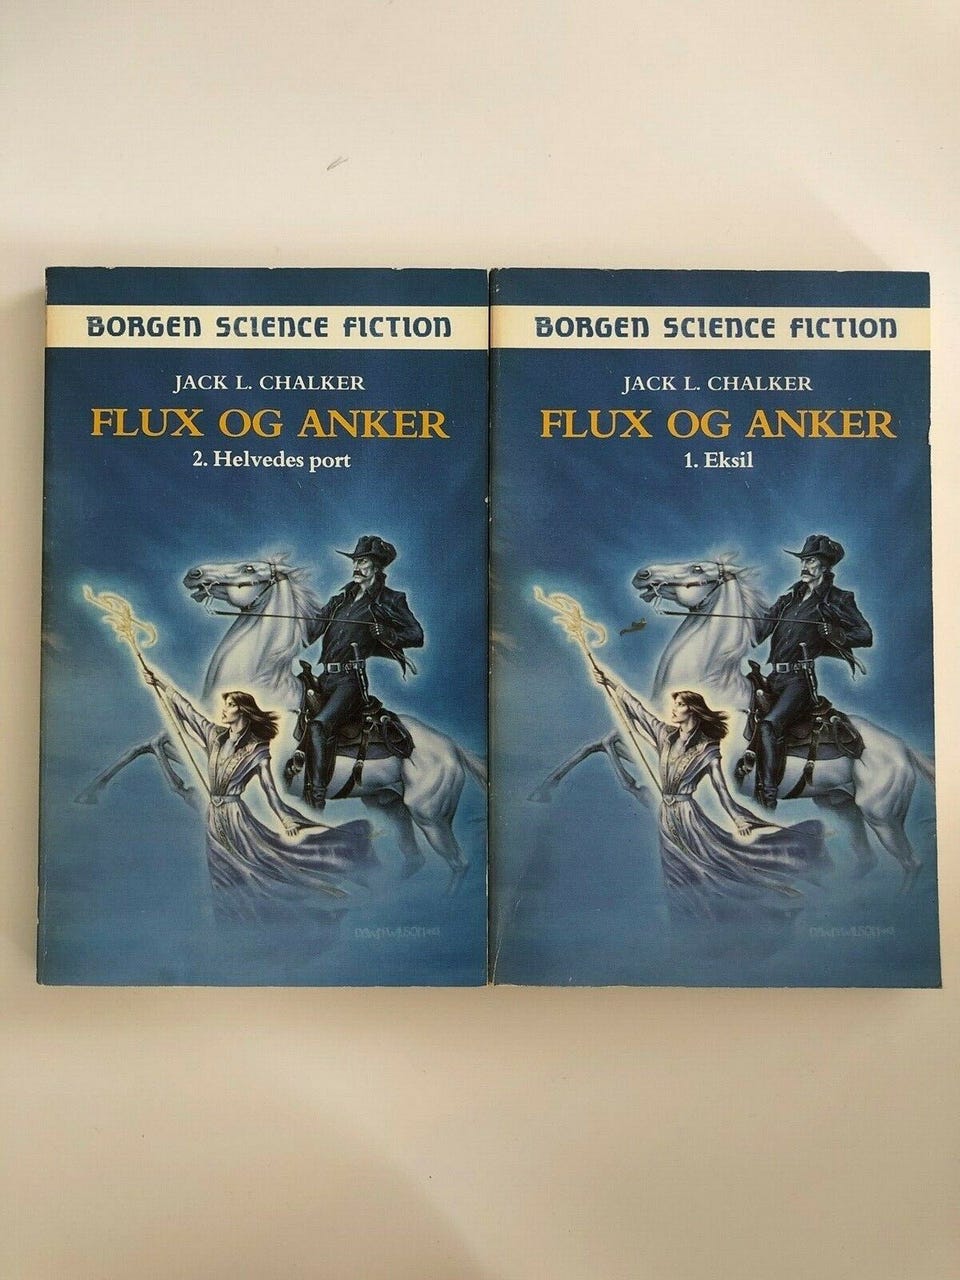 BORGEN SCIENCE FICTION
JACK L. CHALKER
FLUX OG ANKER
2. Helvedes port
BORGEN SCIENCE FICTION
JACK L. CHALKER
FLUX OG ANKER
1. Eksil